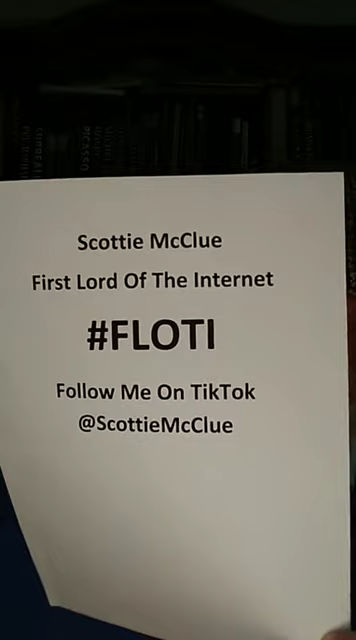 Scottie McClue
First Lord Of The Internet
#FLOTI
Follow Me On TikTok
@ScottieMcClue